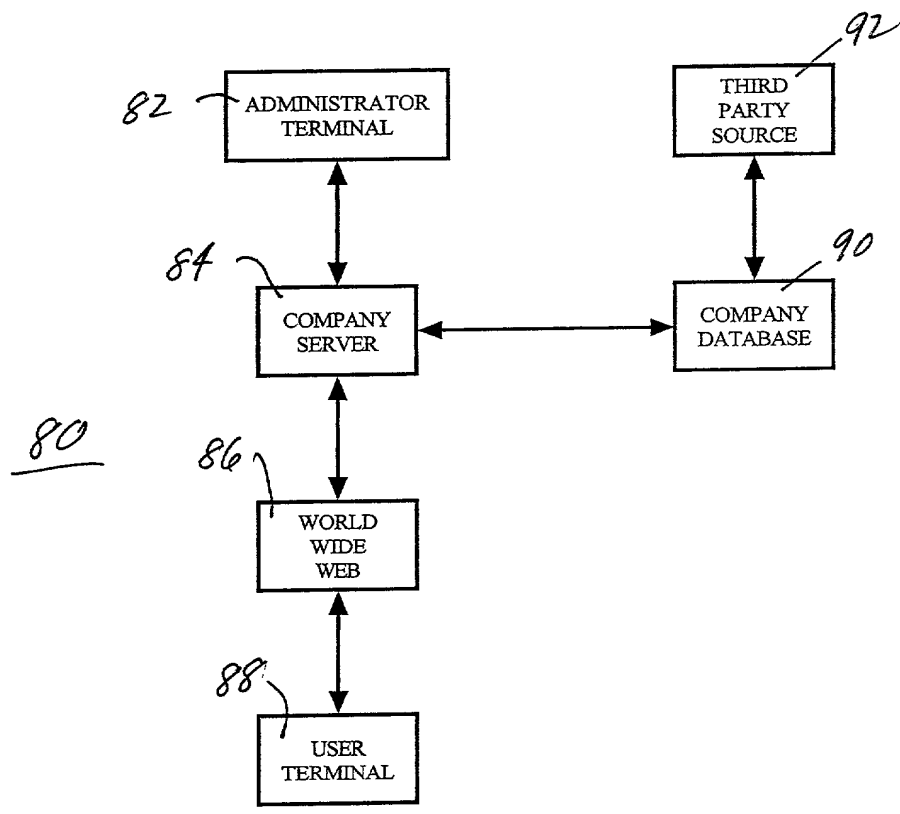 92
82
ADMINISTRATOR
TERMINAL
THIRD
PARTY
SOURCE
84
90
COMPANY
SERVER
COMPANY
DATABASE
80
86
WORLD
WIDE
WEB
88
USER
TERMINAL